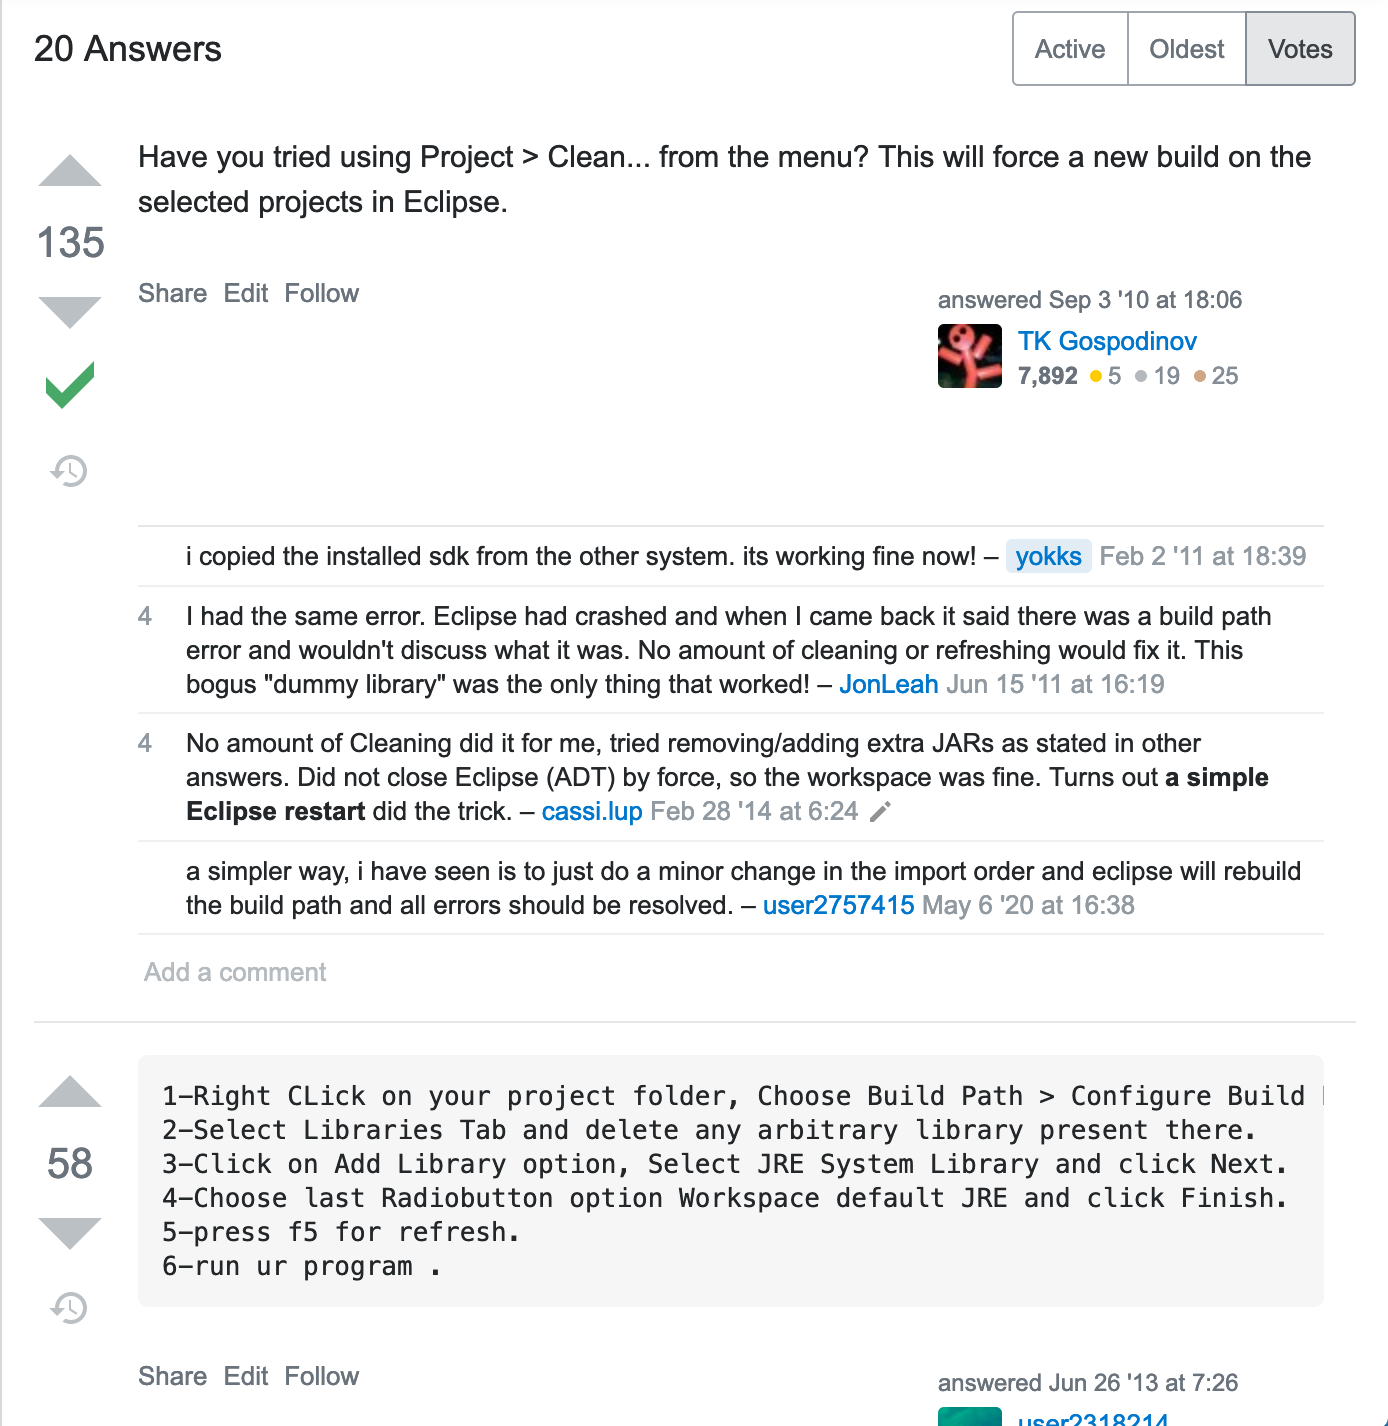 20 Answers
Active Oldest Votes
Have you tried using Project > Clean... from the menu? This will force a new build on the
selected projects in Eclipse.
135
Share Edit Follow
answered Sep 3 '10 at 18:06
TK Gospodinov
7,892 5 19 25
i copied the installed sdk from the other system. its working fine now! – yokks Feb 2 '11 at 18:39
4 I had the same error. Eclipse had crashed and when I came back it said there was a build path
error and wouldn't discuss what it was. No amount of cleaning or refreshing would fix it. This
bogus "dummy library" was the only thing that worked! – JonLeah Jun 15 '11 at 16:19
4 No amount of Cleaning did it for me, tried removing/adding extra JARs as stated in other
answers. Did not close Eclipse (ADT) by force, so the workspace was fine. Turns out a simple
Eclipse restart did the trick. – cassi.lup Feb 28 '14 at 6:24
a simpler way, i have seen is to just do a minor change in the import order and eclipse will rebuild
the build path and all errors should be resolved. – user2757415 May 6 '20 at 16:38
Add a comment
58
1–Right CLick on your project folder, Choose Build Path > Configure Build
2–Select Libraries Tab and delete any arbitrary library present there.
3–Click on Add Library option, Select JRE System Library and click Next.
4–Choose last Radiobutton option Workspace default JRE and click Finish.
5–press f5 for refresh.
6–run ur program .
Share Edit Follow
answered Jun 26 '13 at 7:26
user2318214